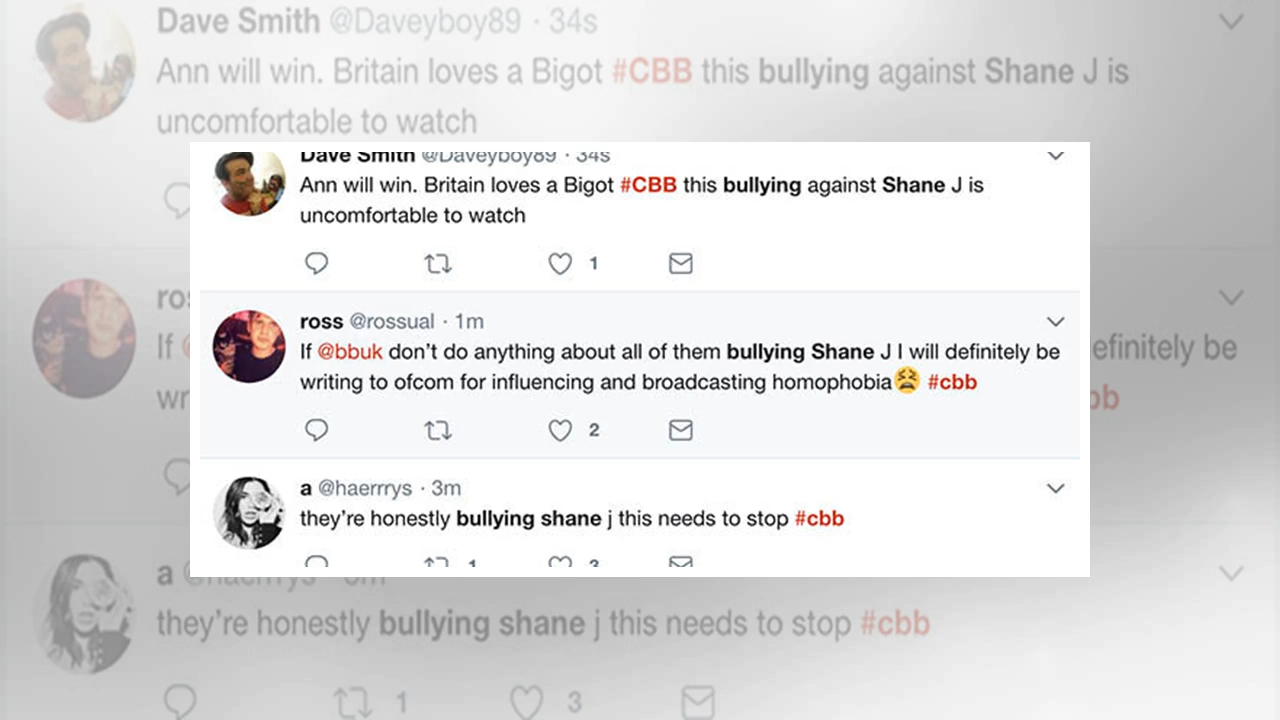 Dave Smith @Daveyboy89 · 34s
Ann will win. Britain loves a Bigot #CBB this bullying against Shane J is
uncomfortable to watch
Dave Smith @Daveyboy89 · 34s
Ann will win. Britain loves a Bigot #CBB this bullying against Shane J is
uncomfortable to watch
1
ross @rossual · 1m
If @bbuk don’t do anything about all of them bullying Shane J I will definitely be
writing to ofcom for influencing and broadcasting homophobia😫 #cbb
2
a @haerrrys · 3m
they’re honestly bullying shane j this needs to stop #cbb
1 3
a @haerrrys · 3m
they’re honestly bullying shane j this needs to stop #cbb
1 3